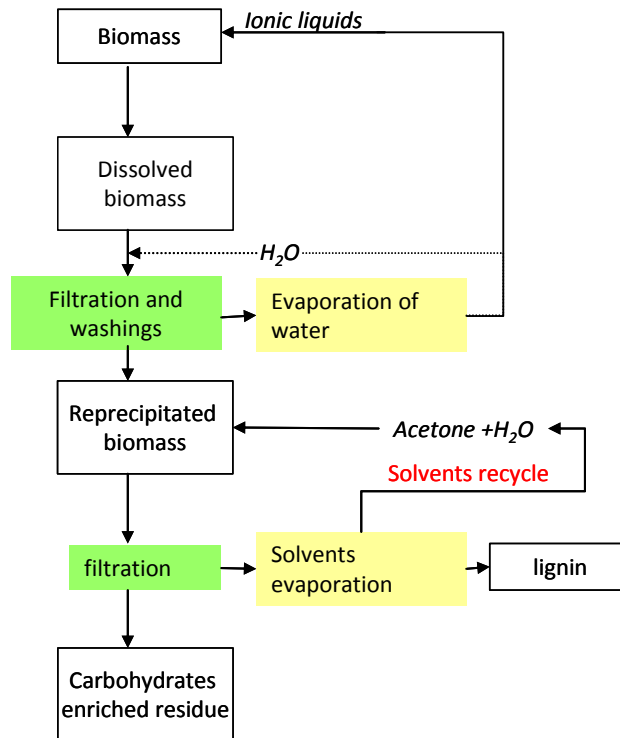 Ionic liquids
Biomass
Dissolved
biomass
H₂O
Filtration and
washings
Evaporation of
water
Reprecipitated
biomass
Acetone +H₂O
Solvents recycle
filtration
Solvents
evaporation
lignin
Carbohydrates
enriched residue